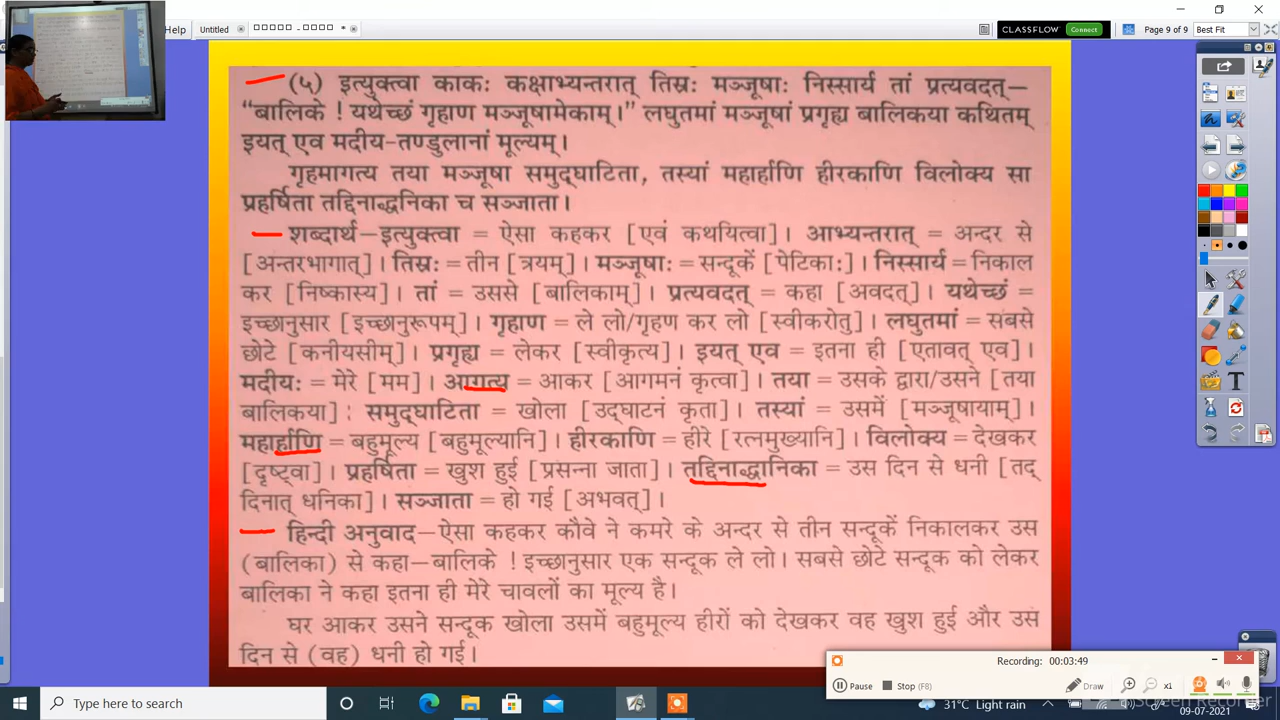 Help
Untitled
CLASSFLOW Connect
Page 9 of 9
Best Fit
(५) इत्युक्त्वा काकः कक्षाभ्यन्तरात् तिस्रः मञ्जूषाः निस्सार्य तां प्रत्यवदत्–
“बालिके ! यथेच्छं गृहाण मञ्जूषामेकाम्।” लघुतमां मञ्जूषां प्रगृह्य बालिकया कथितम्
इयत् एव मदीय-तण्डुलानां मूल्यम्।
गृहमागत्य तया मञ्जूषा समुद्घाटिता, तस्यां महार्हाणि हीरकाणि विलोक्य सा
प्रहर्षिता तद्दिनाद्धनिका च सञ्जाता।
शब्दार्थ–इत्युक्त्वा = ऐसा कहकर [एवं कथयित्वा]। आभ्यन्तरात् = अन्दर से
[अन्तरभागात्]। तिस्रः = तीन [त्रयम्]। मञ्जूषाः = सन्दूकें [पेटिकाः]। निस्सार्य = निकाल
कर [निष्कास्य]। तां = उससे [बालिकाम्]। प्रत्यवदत् = कहा [अवदत्]। यथेच्छं =
इच्छानुसार [इच्छानुरूपम्]। गृहाण = ले लो/गृहण कर लो [स्वीकरोतु]। लघुतमां = सबसे
छोटे [कनीयसीम्]। प्रगृह्य = लेकर [स्वीकृत्य]। इयत् एव = इतना ही [एतावत् एव]।
मदीयः = मेरे [मम]। आगत्य = आकर [आगमनं कृत्वा]। तया = उसके द्वारा/उसने [तया
बालिकया]। समुद्घाटिता = खोला [उद्घाटनं कृता]। तस्यां = उसमें [मञ्जूषायाम्]।
महार्हाणि = बहुमूल्य [बहुमूल्यानि]। हीरकाणि = हीरे [रत्नमुख्यानि]। विलोक्य = देखकर
[दृष्ट्वा]। प्रहर्षिता = खुश हुई [प्रसन्ना जाता]। तद्दिनाद्धानिका = उस दिन से धनी [तद्
दिनात् धनिका]। सञ्जाता = हो गई [अभवत्]।
हिन्दी अनुवाद–ऐसा कहकर कौवे ने कमरे के अन्दर से तीन सन्दूकें निकालकर उस
(बालिका) से कहा–बालिके ! इच्छानुसार एक सन्दूक ले लो। सबसे छोटे सन्दूक को लेकर
बालिका ने कहा इतना ही मेरे चावलों का मूल्य है।
घर आकर उसने सन्दूक खोला उसमें बहुमूल्य हीरों को देखकर वह खुश हुई और उस
दिन से (वह) धनी हो गई।
Recording: 00:03:49
Pause
Stop (F8)
Draw
x1
Type here to search
31°C Light rain
09-07-2021